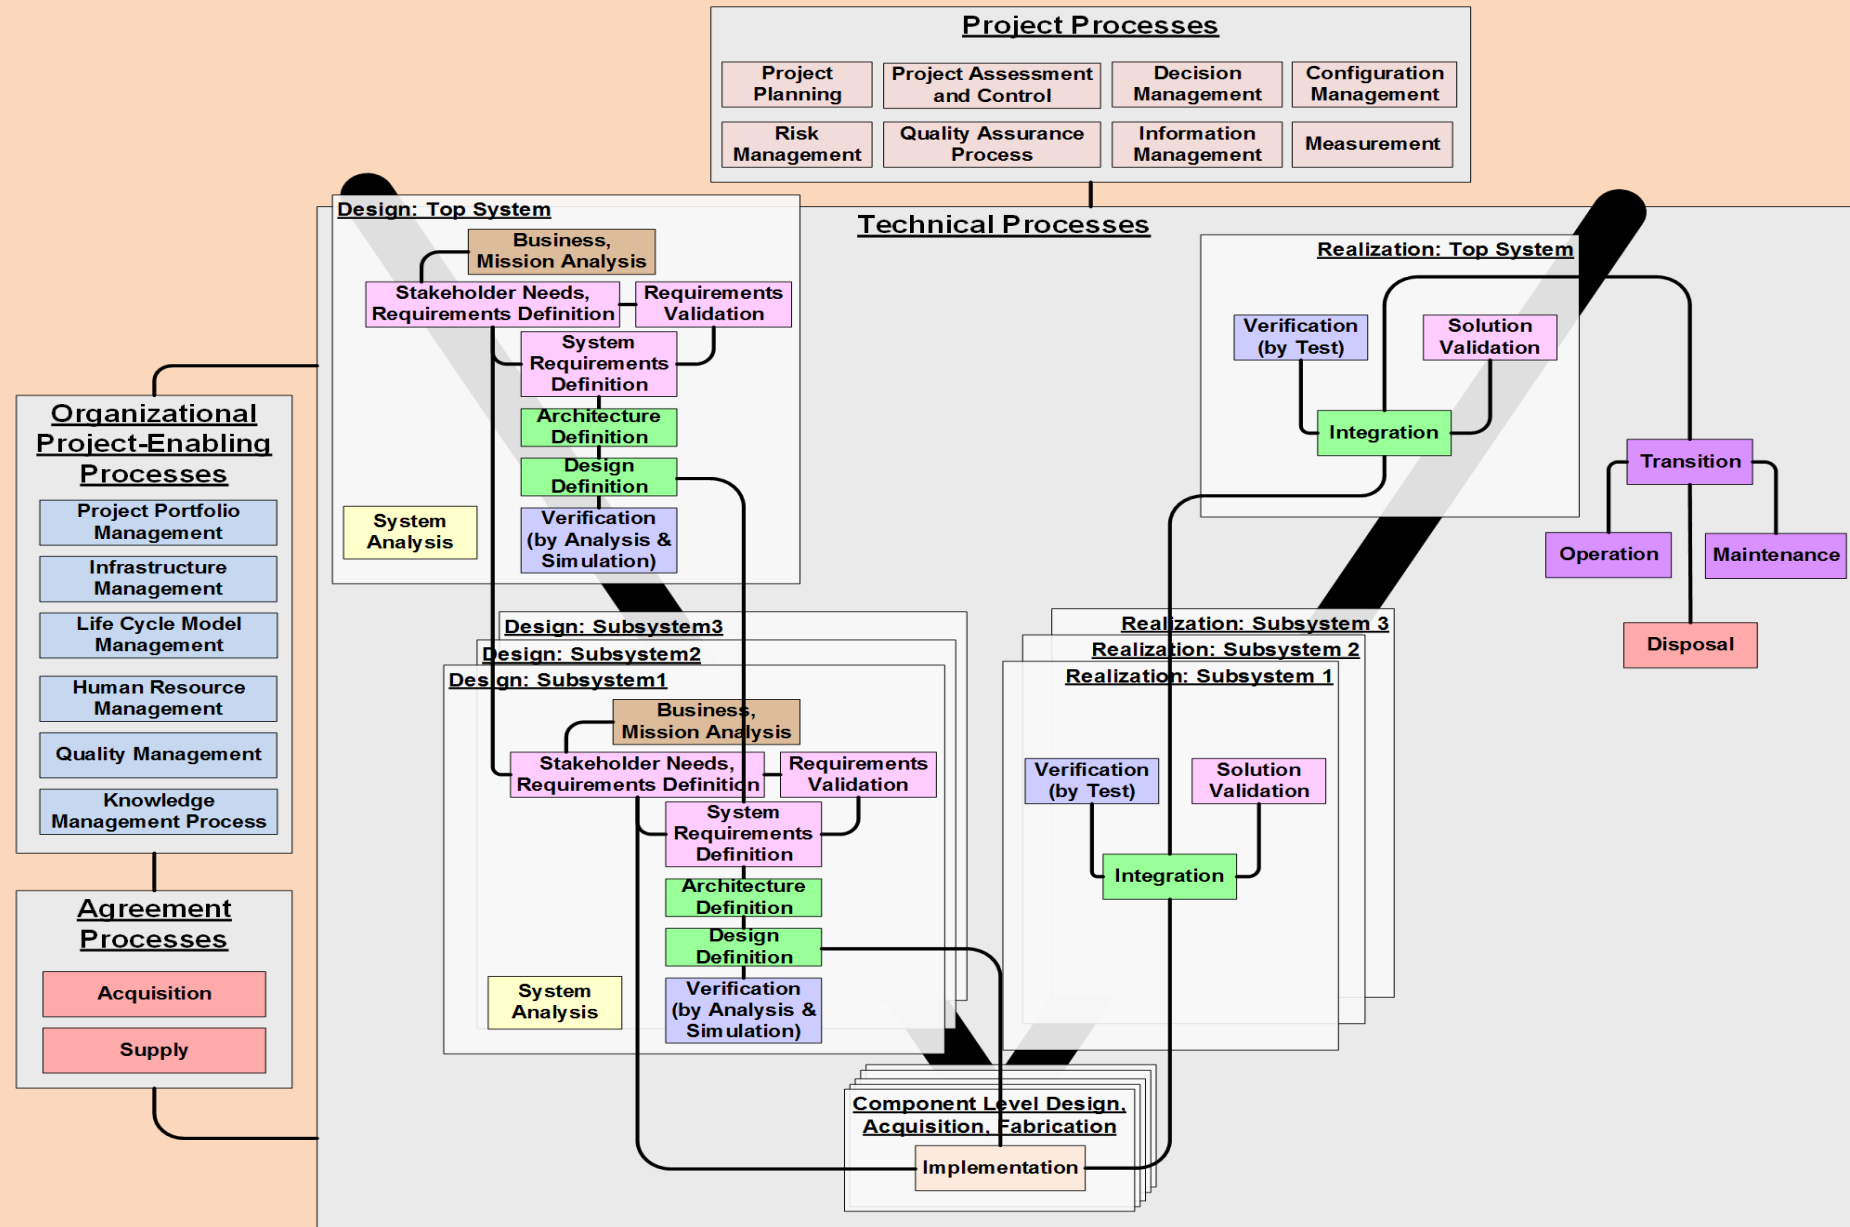 Project Processes
Project
Planning
Project Assessment
and Control
Decision
Management
Configuration
Management
Risk
Management
Quality Assurance
Process
Information
Management
Measurement
Technical Processes
Design: Top System
Business,
Mission Analysis
Stakeholder Needs,
Requirements Definition
Requirements
Validation
System
Requirements
Definition
Architecture
Definition
Design
Definition
Verification
(by Analysis &
Simulation)
System
Analysis
Realization: Top System
Verification
(by Test)
Solution
Validation
Integration
Transition
Operation
Maintenance
Disposal
Organizational
Project-Enabling
Processes
Project Portfolio
Management
Infrastructure
Management
Life Cycle Model
Management
Human Resource
Management
Quality Management
Knowledge
Management Process
Agreement
Processes
Acquisition
Supply
Design: Subsystem3
Design: Subsystem2
Design: Subsystem1
Business,
Mission Analysis
Stakeholder Needs,
Requirements Definition
Requirements
Validation
System
Requirements
Definition
Architecture
Definition
Design
Definition
Verification
(by Analysis &
Simulation)
System
Analysis
Realization: Subsystem 3
Realization: Subsystem 2
Realization: Subsystem 1
Verification
(by Test)
Solution
Validation
Integration
Component Level Design,
Acquisition, Fabrication
Implementation